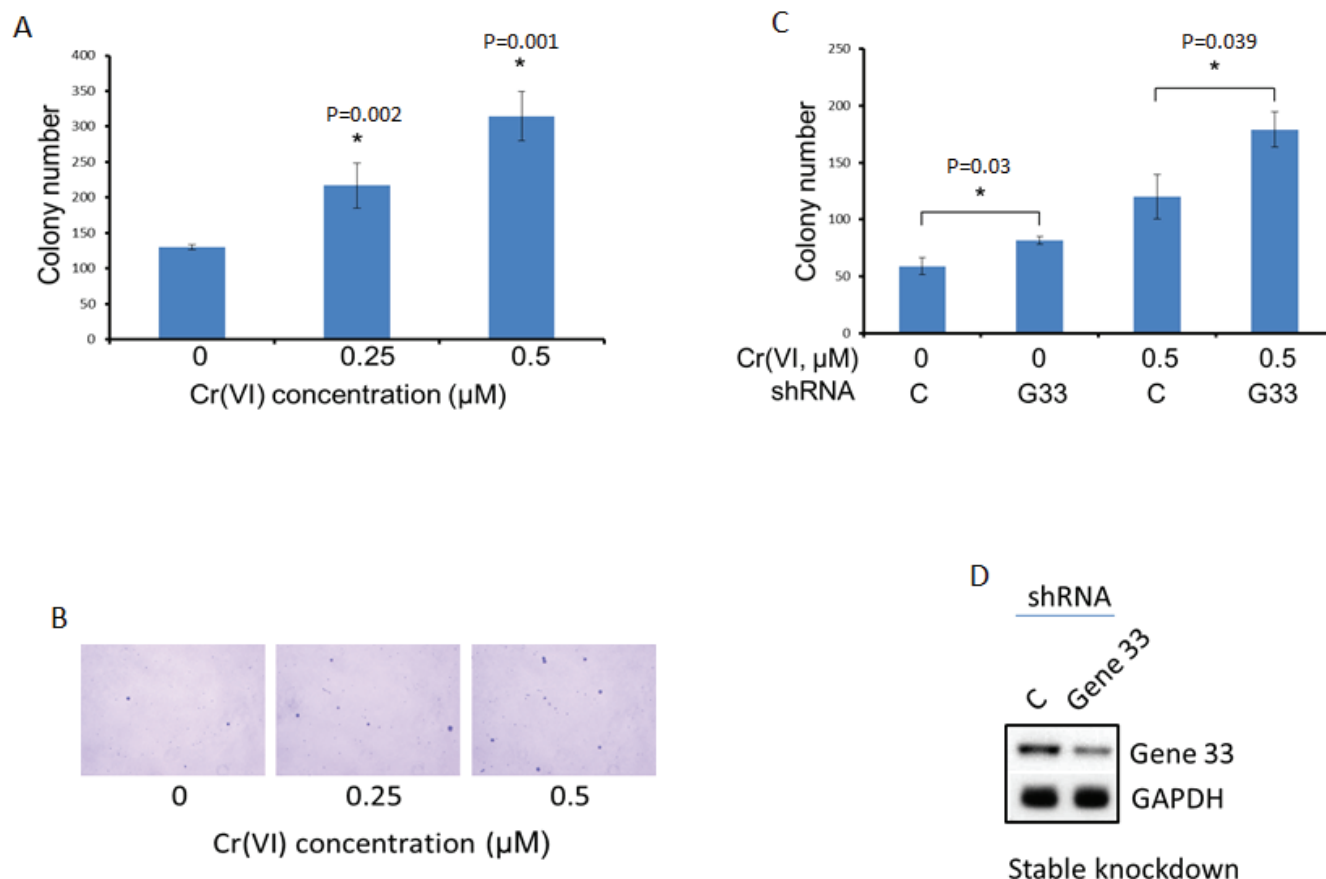 A
P=0.001
*
P=0.002
*
400
350
300
250
200
150
100
50
0
Colony number
0 0.25 0.5
Cr(VI) concentration (µM)
C
P=0.039
*
P=0.03
*
250
200
150
100
50
0
Colony number
Cr(VI, µM) 0 0 0.5 0.5
shRNA C G33 C G33
B
0 0.25 0.5
Cr(VI) concentration (µM)
D
shRNA
C Gene 33
Gene 33
GAPDH
Stable knockdown